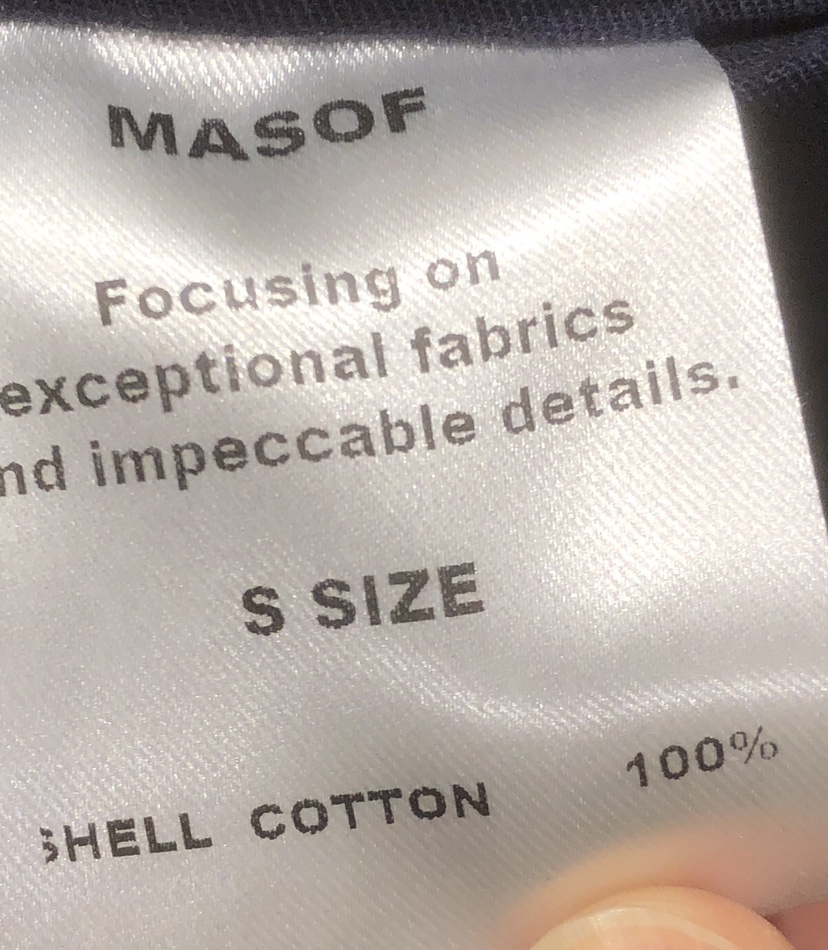 MASOF
Focusing on
exceptional fabrics
nd impeccable details.
S SIZE
SHELL COTTON 100%